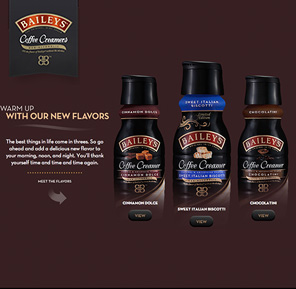 BAILEYS
Coffee Creamers
WARM UP
WITH OUR NEW FLAVORS
The best things in life come in threes. So go
ahead and add a delicious new flavor to
your morning, noon, and night. You'll thank
yourself time and time and time again.
MEET THE FLAVORS
CINNAMON DOLCE
BAILEYS
Coffee Creamer
CINNAMON DOLCE
CINNAMON DOLCE
VIEW
SWEET ITALIAN
BISCOTTI
BAILEYS
Coffee Creamer
SWEET ITALIAN BISCOTTI
SWEET ITALIAN BISCOTTI
VIEW
CHOCOLATINI
BAILEYS
Coffee Creamer
CHOCOLATINI
CHOCOLATINI
VIEW